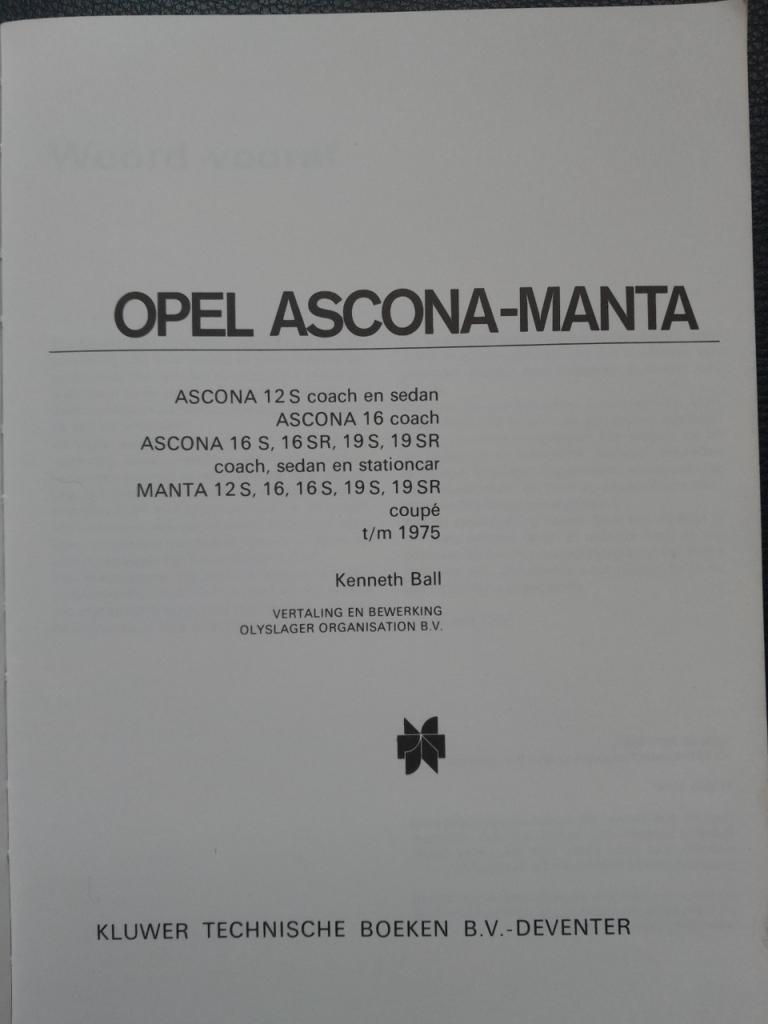 OPEL ASCONA-MANTA
ASCONA 12 S coach en sedan
ASCONA 16 coach
ASCONA 16 S, 16 SR, 19 S, 19 SR
coach, sedan en stationcar
MANTA 12 S, 16, 16 S, 19 S, 19 SR
coupé
t/m 1975
Kenneth Ball
VERTALING EN BEWERKING
OLYSLAGER ORGANISATION B.V.
KLUWER TECHNISCHE BOEKEN B.V.-DEVENTER